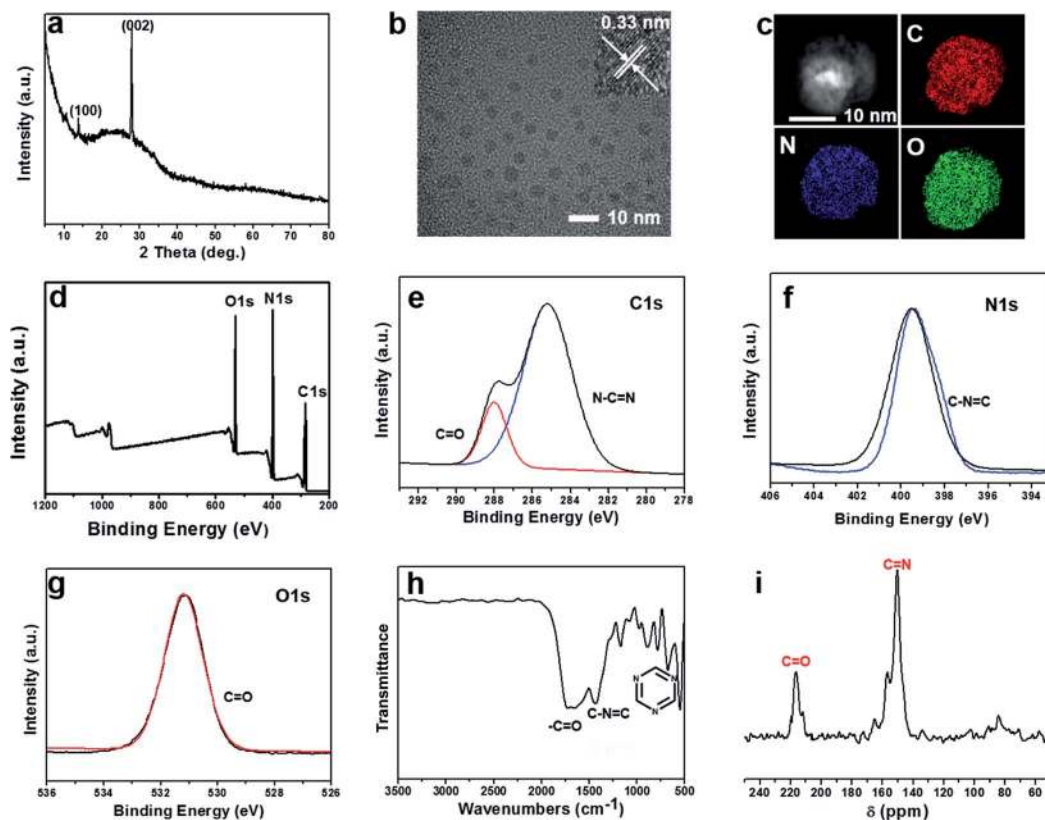 a
(002)
(100)
Intensity (a.u.)
10 20 30 40 50 60 70 80
2 Theta (deg.)
b
0.33 nm
10 nm
c
10 nm
C
N
O
d
O1s
N1s
C1s
Intensity (a.u.)
1200 1000 800 600 400 200
Binding Energy (eV)
e
C1s
N-C=N
C=O
Intensity (a.u.)
292 290 288 286 284 282 280 278
Binding Energy (eV)
f
N1s
C-N=C
Intensity (a.u.)
406 404 402 400 398 396 394
Binding Energy (eV)
g
O1s
C=O
Intensity (a.u.)
536 534 532 530 528 526
Binding Energy (eV)
h
Transmittance
-C=O
C-N=C
N N
N
3500 3000 2500 2000 1500 1000 500
Wavenumbers (cm⁻¹)
i
C=N
C=O
Intensity (a.u.)
240 220 200 180 160 140 120 100 80 60
δ (ppm)